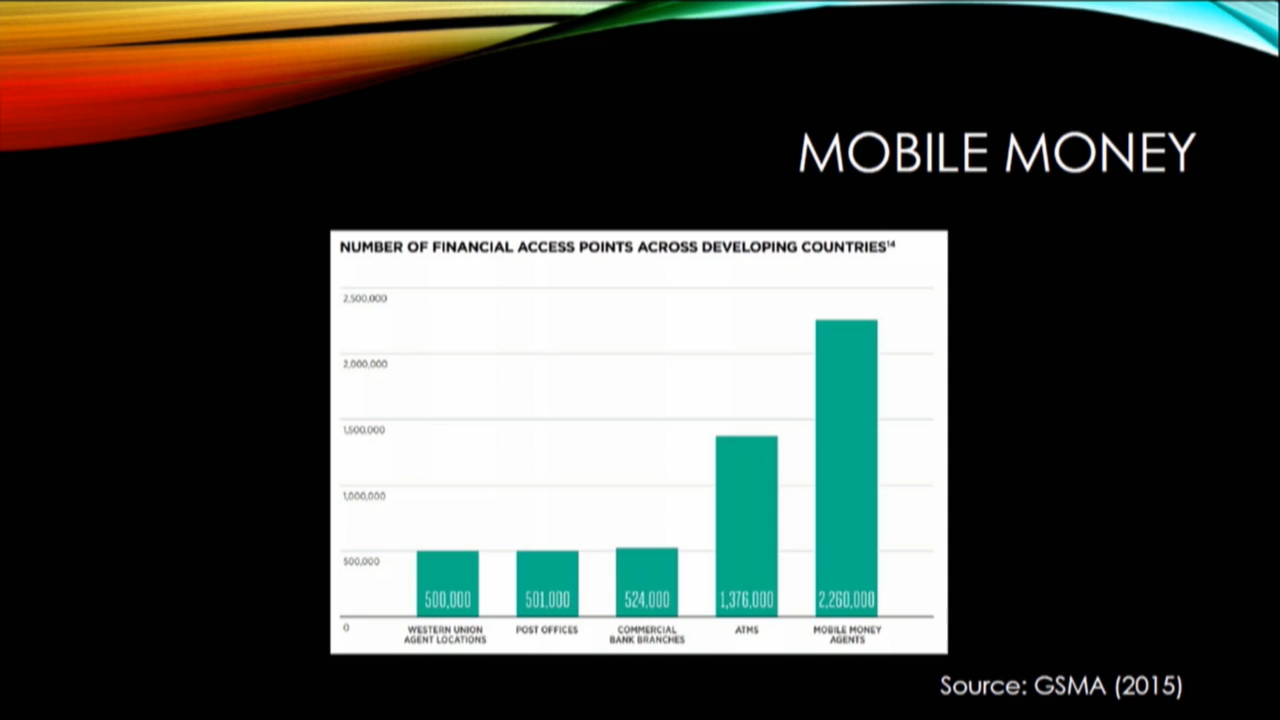 MOBILE MONEY
NUMBER OF FINANCIAL ACCESS POINTS ACROSS DEVELOPING COUNTRIES¹⁴
2,500,000
2,000,000
1,500,000
1,000,000
500,000
0
500,000
501,000
524,000
1,376,000
2,260,000
WESTERN UNION
AGENT LOCATIONS
POST OFFICES
COMMERCIAL
BANK BRANCHES
ATMS
MOBILE MONEY
AGENTS
Source: GSMA (2015)